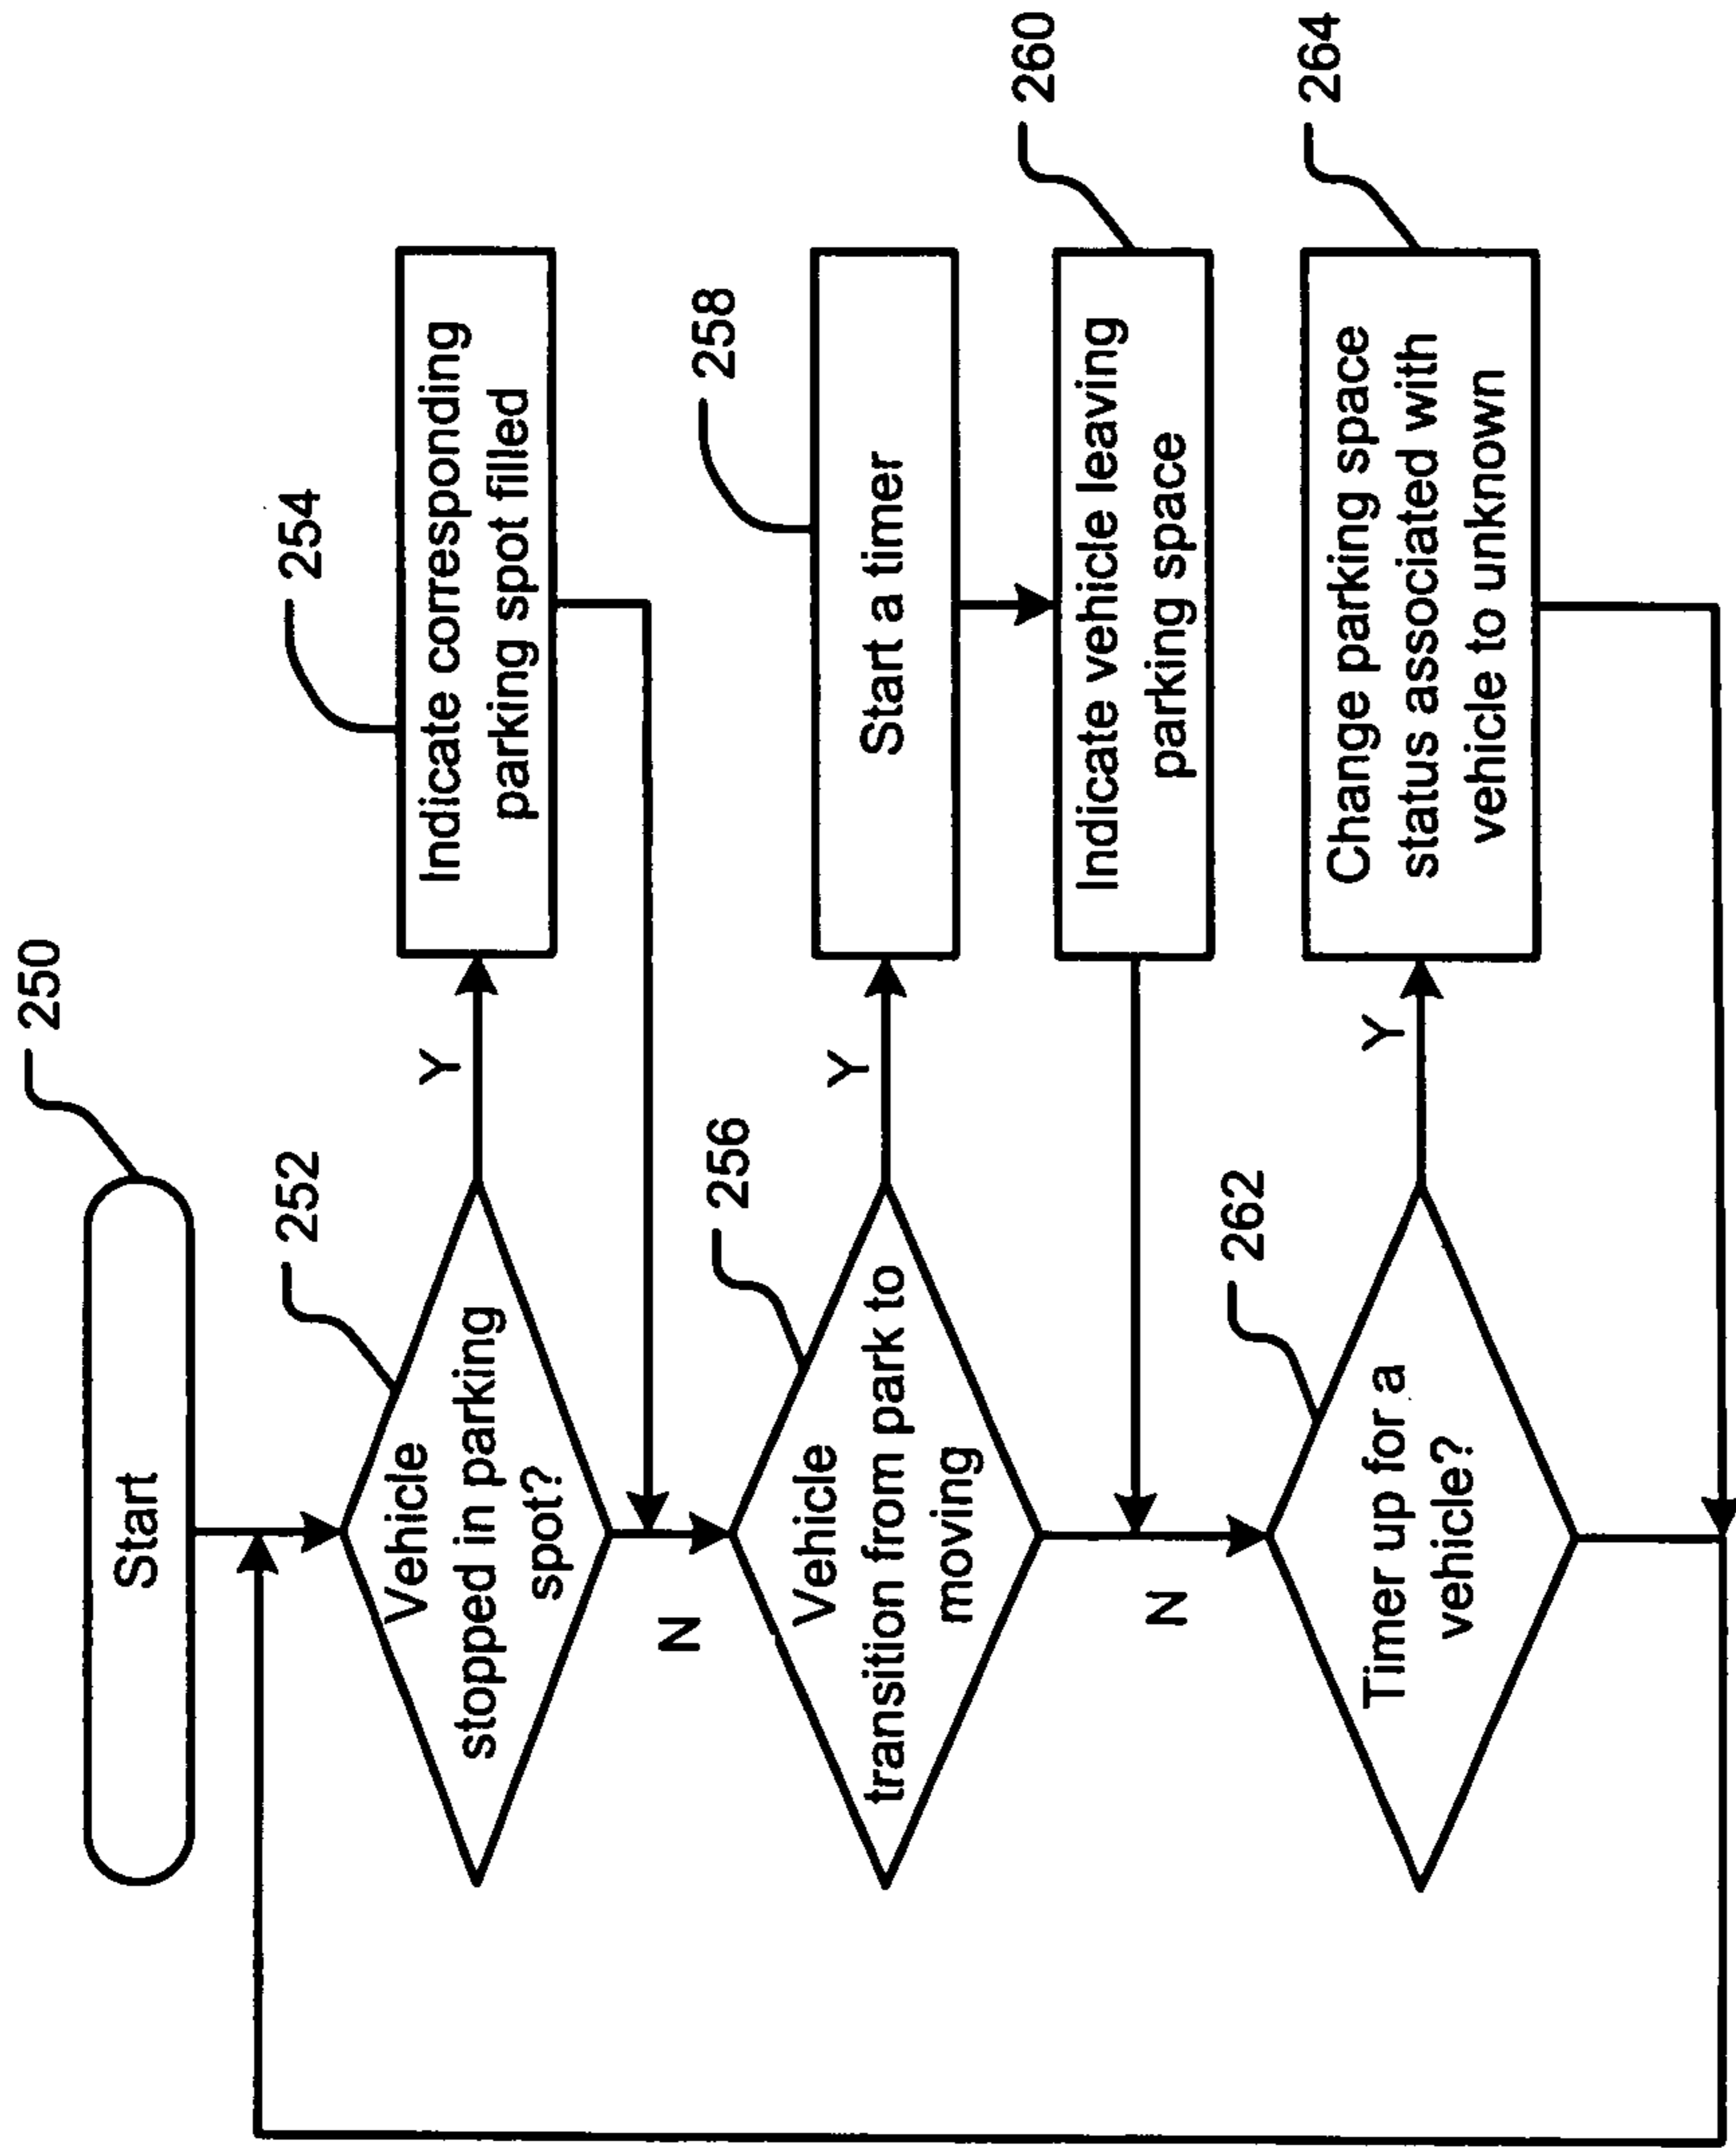 Start
250
Vehicle
stopped in parking
spot?
252
Y
Indicate corresponding
parking spot filled
254
N
Vehicle
transition from park to
moving
256
Y
Start a timer
258
Indicate vehicle leaving
parking space
260
N
Timer up for a
vehicle?
262
Y
Change parking space
status associated with
vehicle to unknown
264